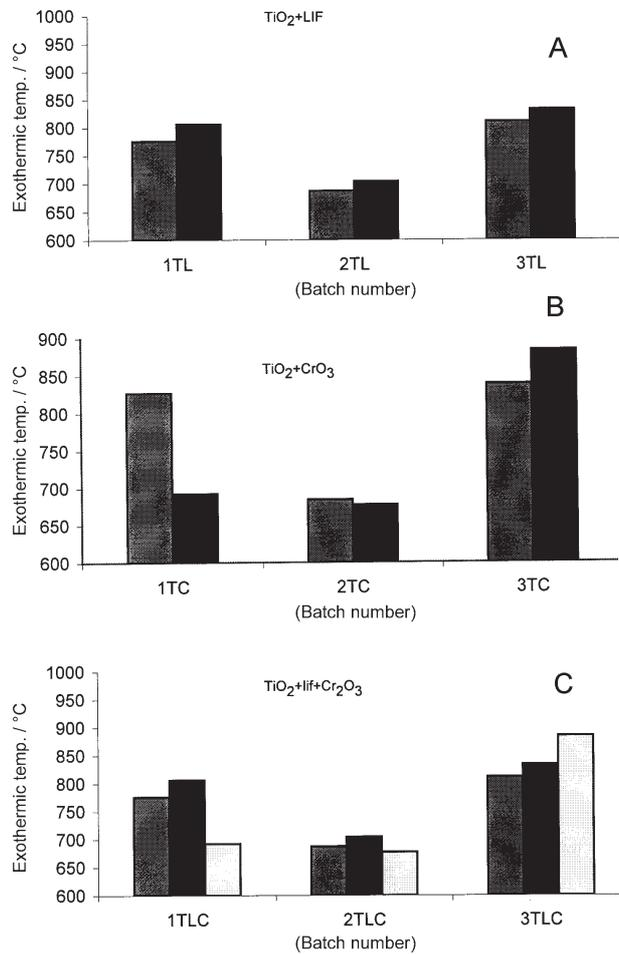 TiO2+LIF
A
Exothermic temp. / °C
1000
950
900
850
800
750
700
650
600
1TL 2TL 3TL
(Batch number)
B
TiO2+CrO3
Exothermic temp. / °C
900
850
800
750
700
650
600
1TC 2TC 3TC
(Batch number)
TiO2+lif+Cr2O3
C
Exothermic temp. / °C
1000
950
900
850
800
750
700
650
600
1TLC 2TLC 3TLC
(Batch number)